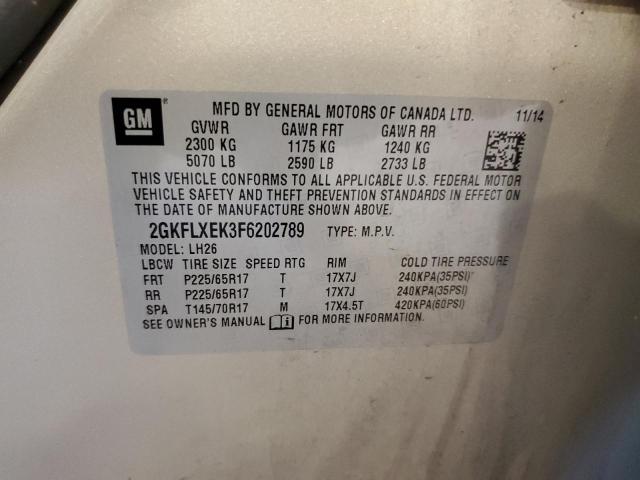 GM ®
MFD BY GENERAL MOTORS OF CANADA LTD. 11/14
GVWR GAWR FRT GAWR RR
2300 KG 1175 KG 1240 KG
5070 LB 2590 LB 2733 LB
THIS VEHICLE CONFORMS TO ALL APPLICABLE U.S. FEDERAL MOTOR
VEHICLE SAFETY AND THEFT PREVENTION STANDARDS IN EFFECT ON
THE DATE OF MANUFACTURE SHOWN ABOVE.
2GKFLXEK3F6202789 TYPE: M.P.V.
MODEL: LH26
LBCW TIRE SIZE SPEED RTG RIM COLD TIRE PRESSURE
FRT P225/65R17 T 17X7J 240KPA(35PSI)
RR P225/65R17 T 17X7J 240KPA(35PSI)
SPA T145/70R17 M 17X4.5T 420KPA(60PSI)
SEE OWNER'S MANUAL FOR MORE INFORMATION.